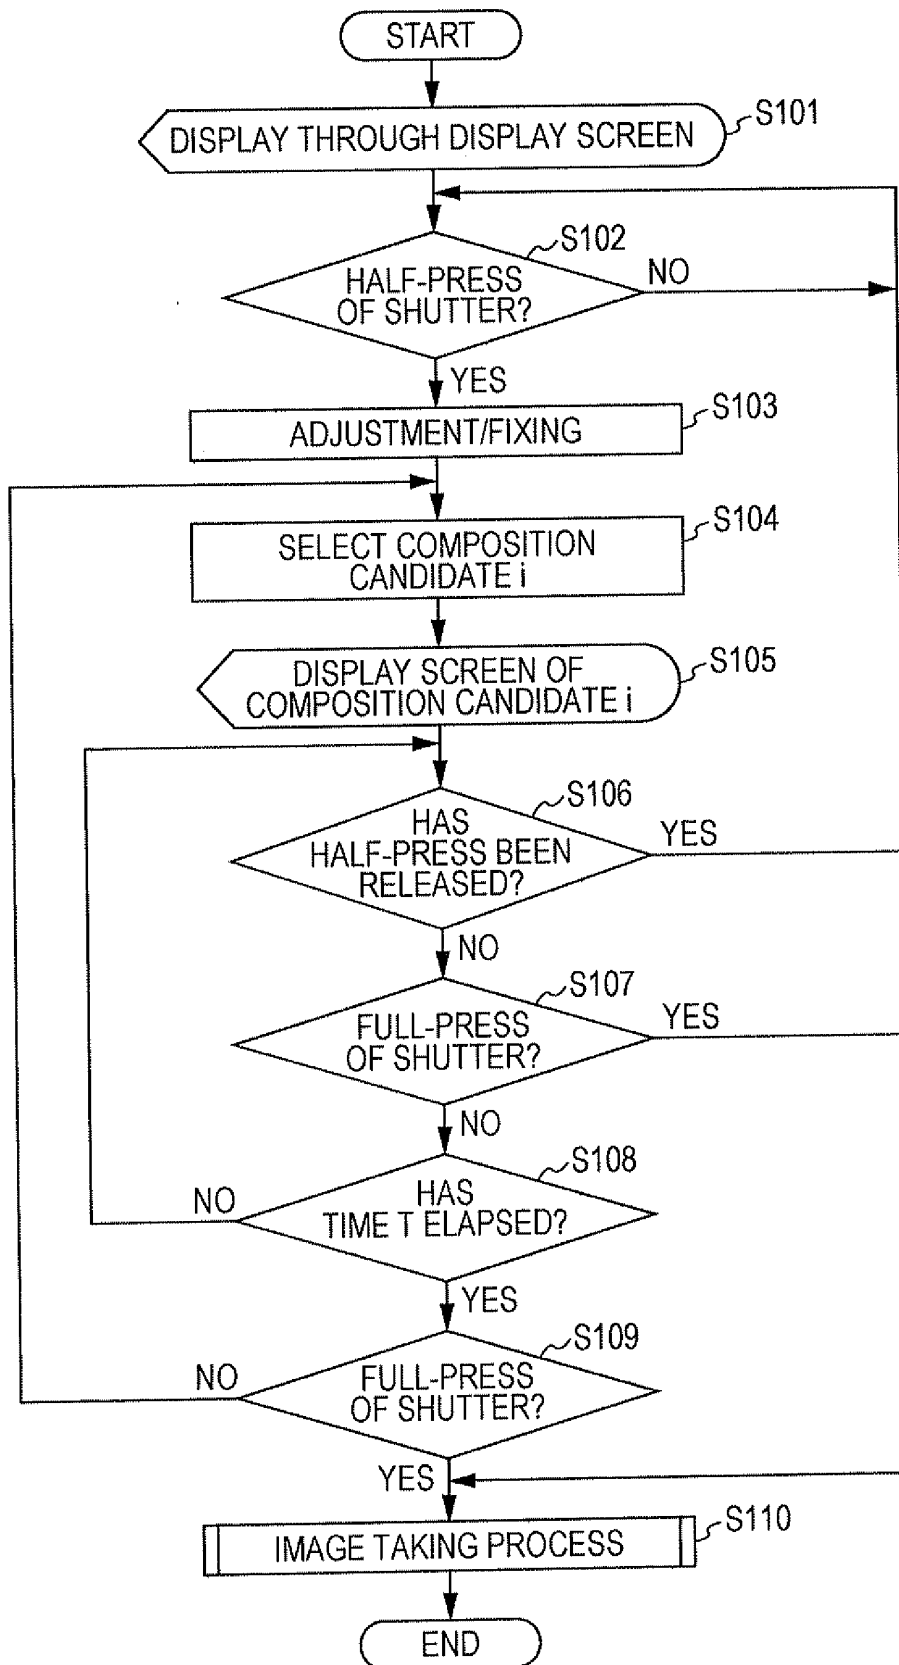 START
DISPLAY THROUGH DISPLAY SCREEN
S101
HALF-PRESS
OF SHUTTER?
S102
NO
YES
ADJUSTMENT/FIXING
S103
SELECT COMPOSITION
CANDIDATE i
S104
DISPLAY SCREEN OF
COMPOSITION CANDIDATE i
S105
HAS
HALF-PRESS BEEN
RELEASED?
S106
YES
NO
FULL-PRESS
OF SHUTTER?
S107
YES
NO
HAS
TIME T ELAPSED?
S108
NO
YES
FULL-PRESS
OF SHUTTER?
S109
NO
YES
IMAGE TAKING PROCESS
S110
END